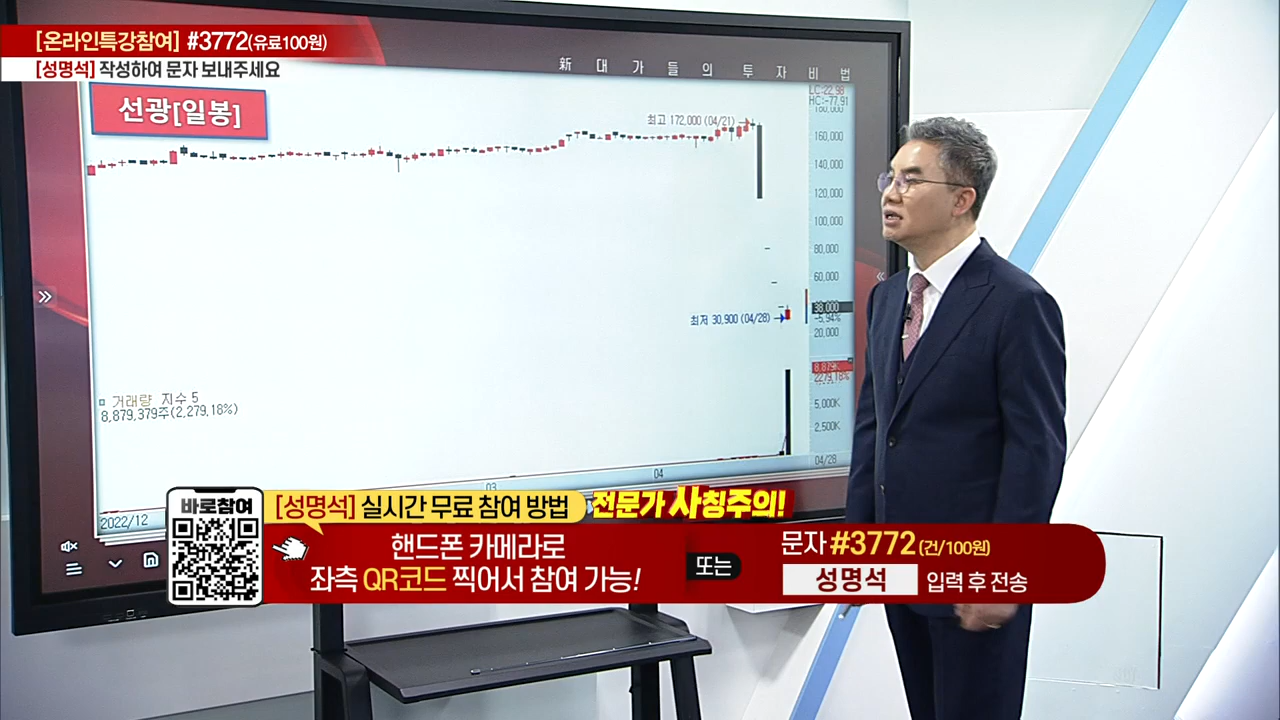 [온라인특강참여] #3772(유료100원)
[성명석] 작성하여 문자 보내주세요
新 대가들의 투자비법
선광[일봉]
LC:22.98
HC:-77.91
최고 172,000 (04/21)
180,000
160,000
140,000
120,000
100,000
80,000
60,000
38,000
-5.94%
20,000
최저 30,900 (04/28)
거래량 지수 5
8,879,379주(2,279.18%)
8,879K
2279.18%
5,000K
2,500K
2022/12
03
04
04/28
바로참여
[성명석] 실시간 무료 참여 방법
전문가 사칭주의!
핸드폰 카메라로
좌측 QR코드 찍어서 참여 가능!
또는
문자 #3772 (건/100원)
성명석 입력 후 전송